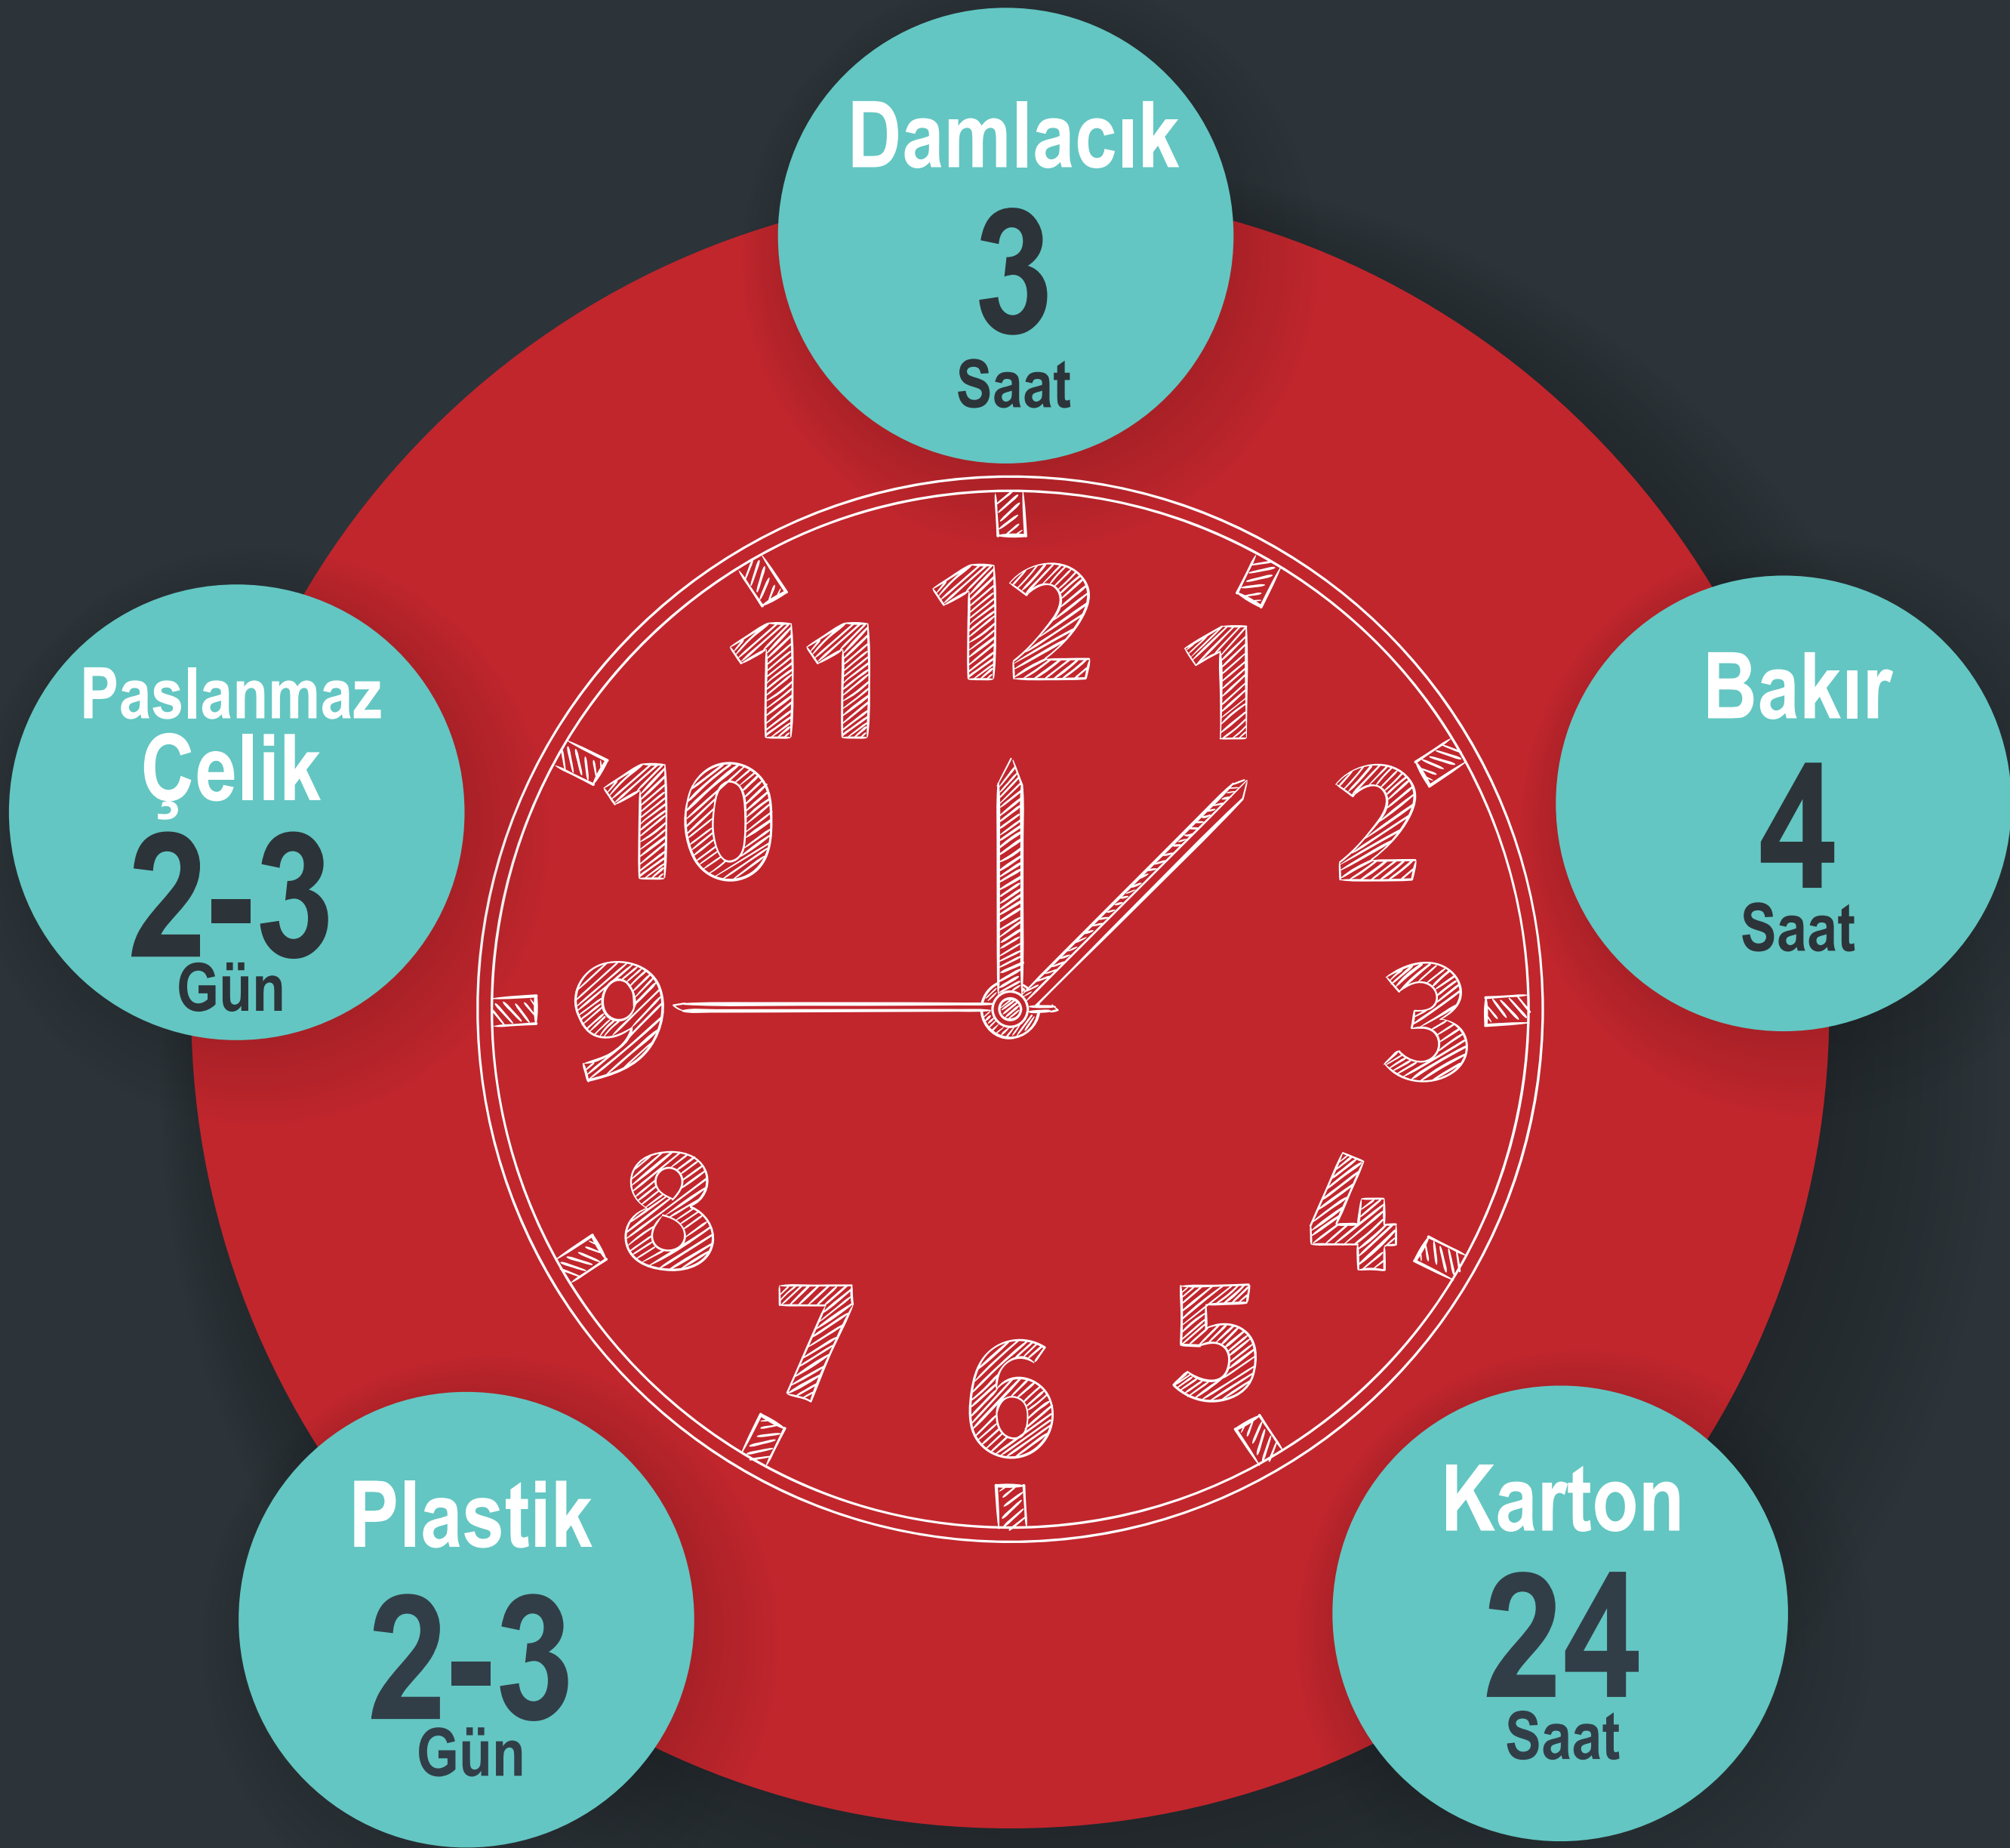 Damlacık
3
Saat
Bakır
4
Saat
Karton
24
Saat
Plastik
2-3
Gün
Paslanmaz
Çelik
2-3
Gün
12
1
2
3
4
5
6
7
8
9
10
11